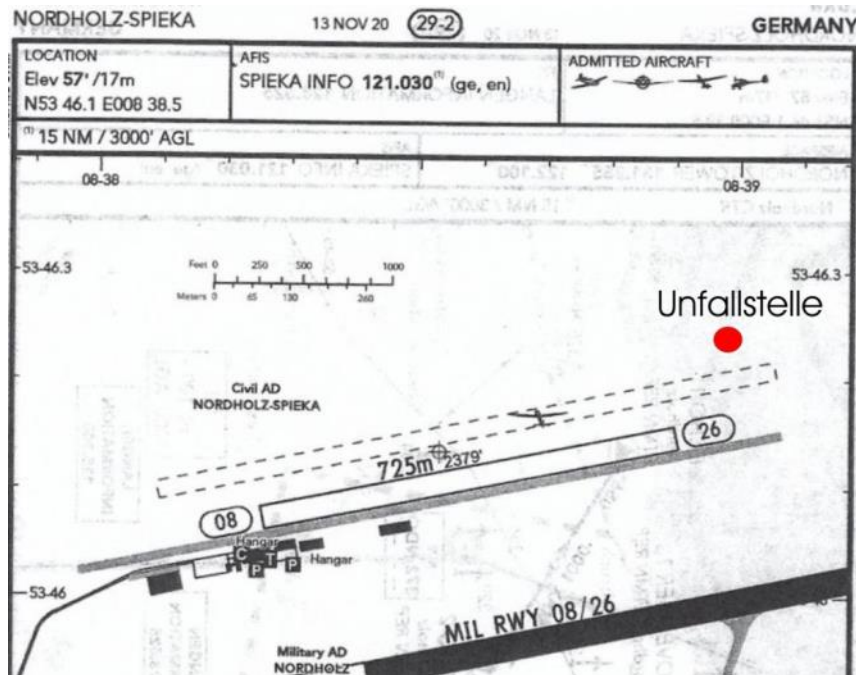 NORDHOLZ-SPIEKA 13 NOV 20 29-2 GERMANY
LOCATION
Elev 57'/17m
N53 46.1 E008 38.5
AFIS
SPIEKA INFO 121.030(1) (ge, en)
ADMITTED AIRCRAFT
(1) 15 NM / 3000' AGL
08-38 08-39
53-46.3 53-46.3
Feet 0 250 500 1000
Meters 0 65 130 260
Unfallstelle
Civil AD
NORDHOLZ-SPIEKA
26
725m 2379'
08
Hangar
C
T
P
P
Hangar
53-46
MIL RWY 08/26
Military AD
NORDHOLZ